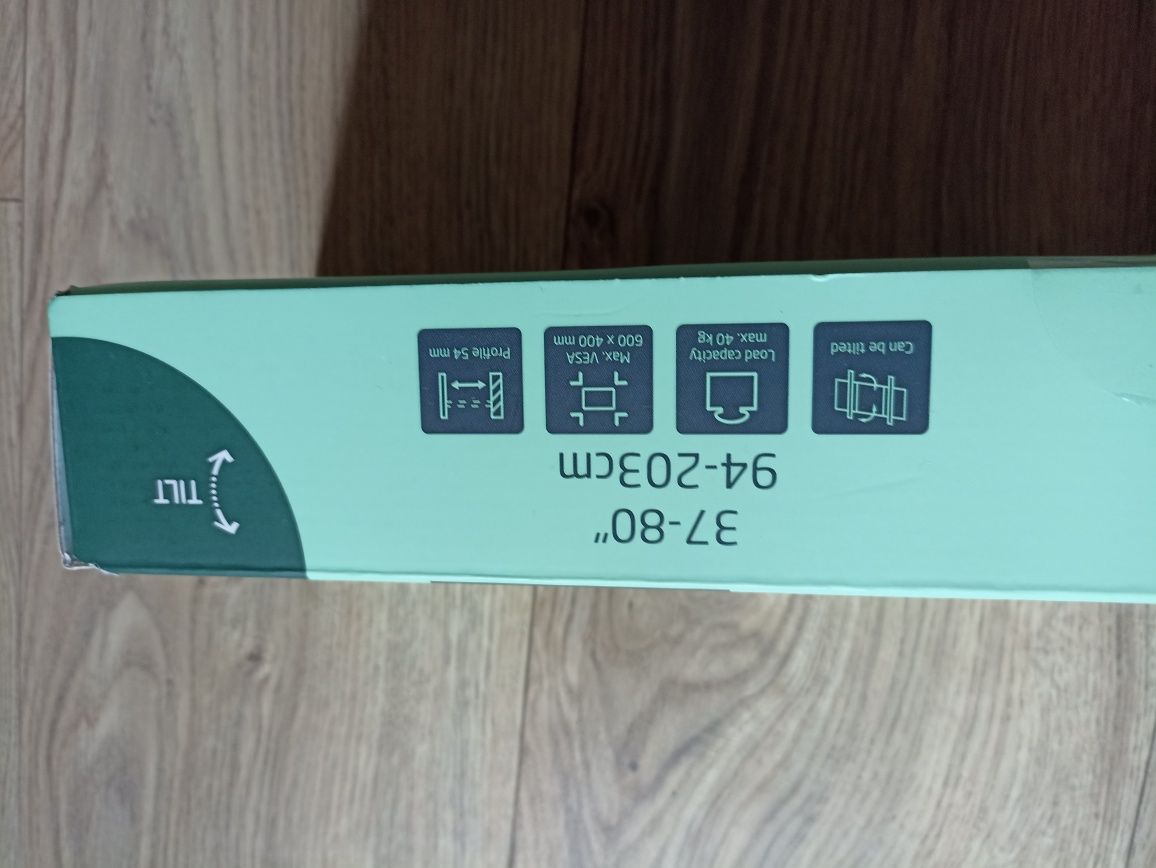 37-80"
94-203cm
Can be tilted
Load capacity
max. 40 kg
Max. VESA
600 x 400 mm
Profile 54 mm
TILT